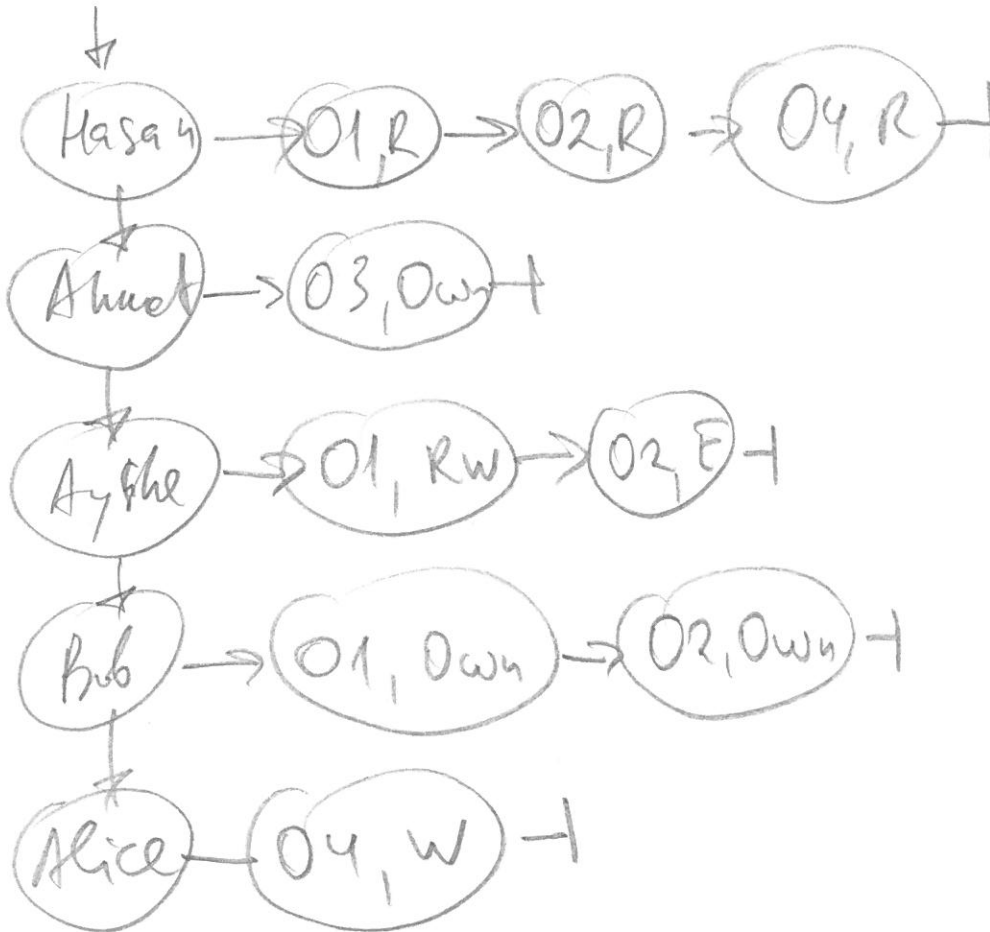 Hasan O1,R O2,R O4,R
Ahmet O3,Own
Ayshe O1,RW O2,E
Bob O1,Own O2,Own
Alice O4,W